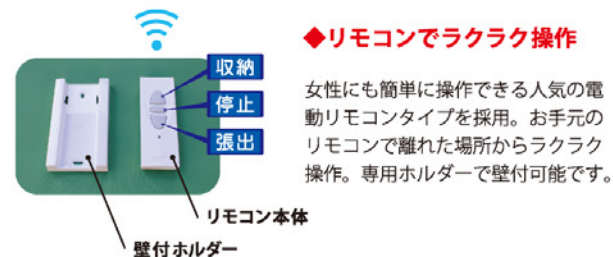 ◆リモコンでラクラク操作
収納
停止
張出
女性にも簡単に操作できる人気の電
動リモコンタイプを採用。お手元の
リモコンで離れた場所からラクラク
操作。専用ホルダーで壁付可能です。
リモコン本体
壁付ホルダー